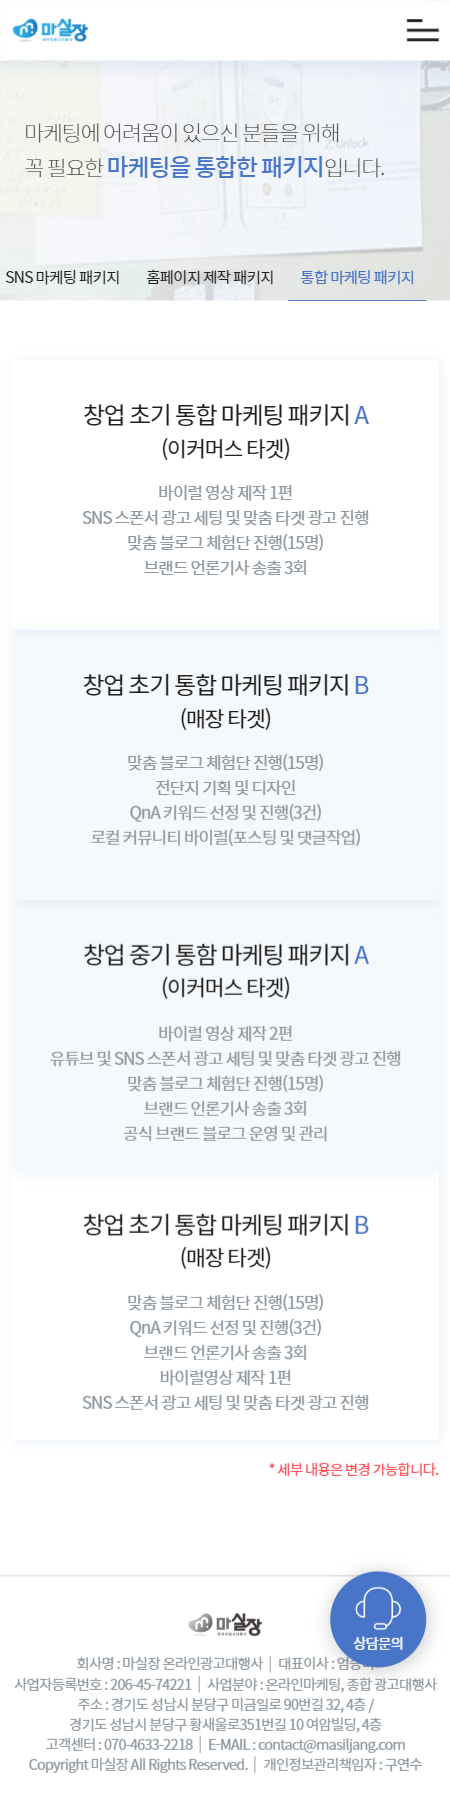 마실장
마케팅에 어려움이 있으신 분들을 위해
꼭 필요한 마케팅을 통합한 패키지입니다.
SNS 마케팅 패키지 홈페이지 제작 패키지 통합 마케팅 패키지
창업 초기 통합 마케팅 패키지 A
(이커머스 타겟)
바이럴 영상 제작 1편
SNS 스폰서 광고 세팅 및 맞춤 타겟 광고 진행
맞춤 블로그 체험단 진행(15명)
브랜드 언론기사 송출 3회
창업 초기 통합 마케팅 패키지 B
(매장 타겟)
맞춤 블로그 체험단 진행(15명)
전단지 기획 및 디자인
QnA 키워드 선정 및 진행(3건)
로컬 커뮤니티 바이럴(포스팅 및 댓글작업)
창업 중기 통함 마케팅 패키지 A
(이커머스 타겟)
바이럴 영상 제작 2편
유튜브 및 SNS 스폰서 광고 세팅 및 맞춤 타겟 광고 진행
맞춤 블로그 체험단 진행(15명)
브랜드 언론기사 송출 3회
공식 브랜드 블로그 운영 및 관리
창업 초기 통합 마케팅 패키지 B
(매장 타겟)
맞춤 블로그 체험단 진행(15명)
QnA 키워드 선정 및 진행(3건)
브랜드 언론기사 송출 3회
바이럴영상 제작 1편
SNS 스폰서 광고 세팅 및 맞춤 타겟 광고 진행
* 세부 내용은 변경 가능합니다.
마실장
상담문의
회사명 : 마실장 온라인광고대행사 | 대표이사 :
사업자등록번호 : 206-45-74221 | 사업분야 : 온라인마케팅, 종합 광고대행사
주소 : 경기도 성남시 분당구 미금일로 90번길 32, 4층 /
경기도 성남시 분당구 황새울로351번길 10 여암빌딩, 4층
고객센터 : 070-4633-2218 | E-MAIL : contact@masiljang.com
Copyright 마실장 All Rights Reserved. | 개인정보관리책임자 : 구연수